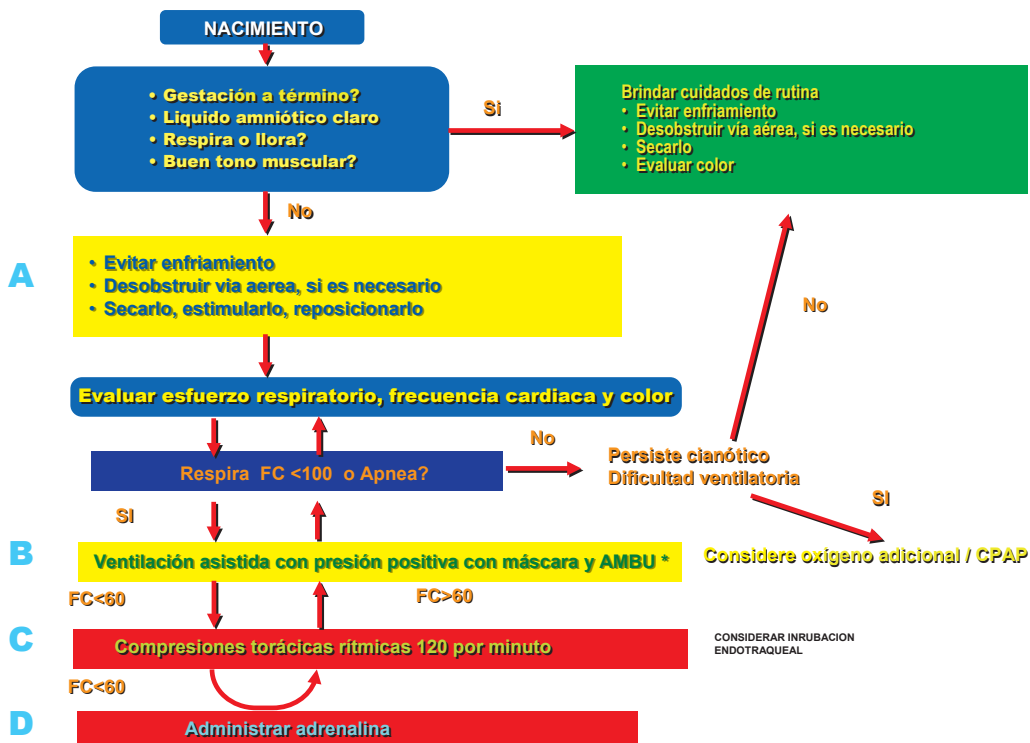 NACIMIENTO
• Gestación a término?
• Liquido amniótico claro
• Respira o llora?
• Buen tono muscular?
Si
Brindar cuidados de rutina
• Evitar enfriamiento
• Desobstruir vía aérea, si es necesario
• Secarlo
• Evaluar color
No
A
• Evitar enfriamiento
• Desobstruir via aerea, si es necesario
• Secarlo, estimularlo, reposicionarlo
No
Evaluar esfuerzo respiratorio, frecuencia cardiaca y color
Respira FC <100 o Apnea?
No
Persiste cianótico
Dificultad ventilatoria
SI
SI
B
Ventilación asistida con presión positiva con máscara y AMBU *
Considere oxígeno adicional / CPAP
FC<60
FC>60
C
Compresiones torácicas rítmicas 120 por minuto
CONSIDERAR INRUBACION
ENDOTRAQUEAL
FC<60
D
Administrar adrenalina